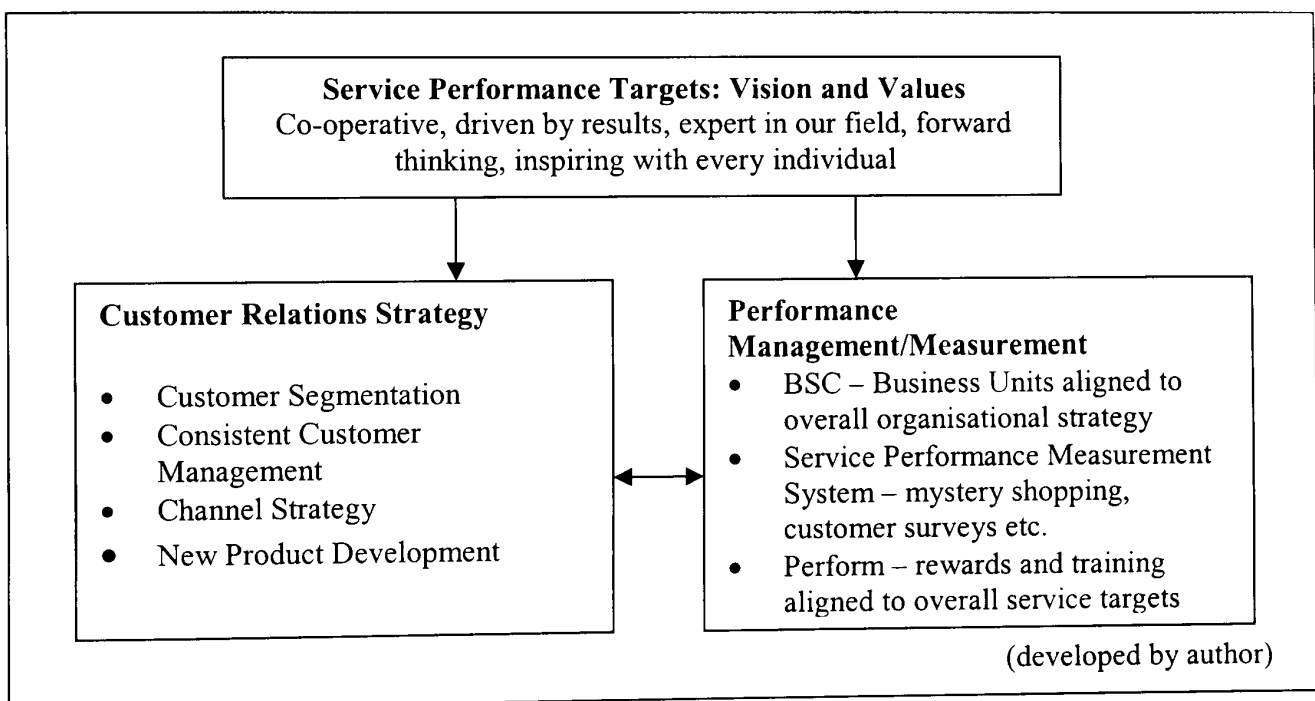 Service Performance Targets: Vision and Values
Co-operative, driven by results, expert in our field, forward
thinking, inspiring with every individual
Customer Relations Strategy
• Customer Segmentation
• Consistent Customer
Management
• Channel Strategy
• New Product Development
Performance
Management/Measurement
• BSC – Business Units aligned to
overall organisational strategy
• Service Performance Measurement
System – mystery shopping,
customer surveys etc.
• Perform – rewards and training
aligned to overall service targets
(developed by author)